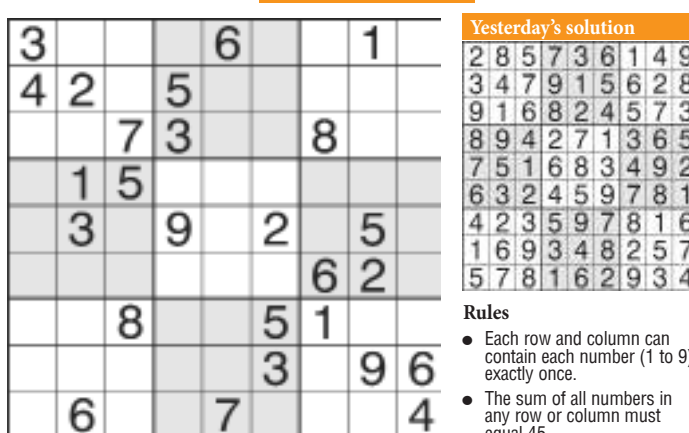 3 6 1
4 2 5
7 3 8
1 5
3 9 2 5
6 2
8 5 1
3 9 6
6 7 4
Yesterday's solution
2 8 5 7 3 6 1 4 9
3 4 7 9 1 5 6 2 8
9 1 6 8 2 4 5 7 3
8 9 4 2 7 1 3 6 5
7 5 1 6 8 3 4 9 2
6 3 2 4 5 9 7 8 1
4 2 3 5 9 7 8 1 6
1 6 9 3 4 8 2 5 7
5 7 8 1 6 2 9 3 4
Rules
● Each row and column can
contain each number (1 to 9)
exactly once.
● The sum of all numbers in
any row or column must
equal 45